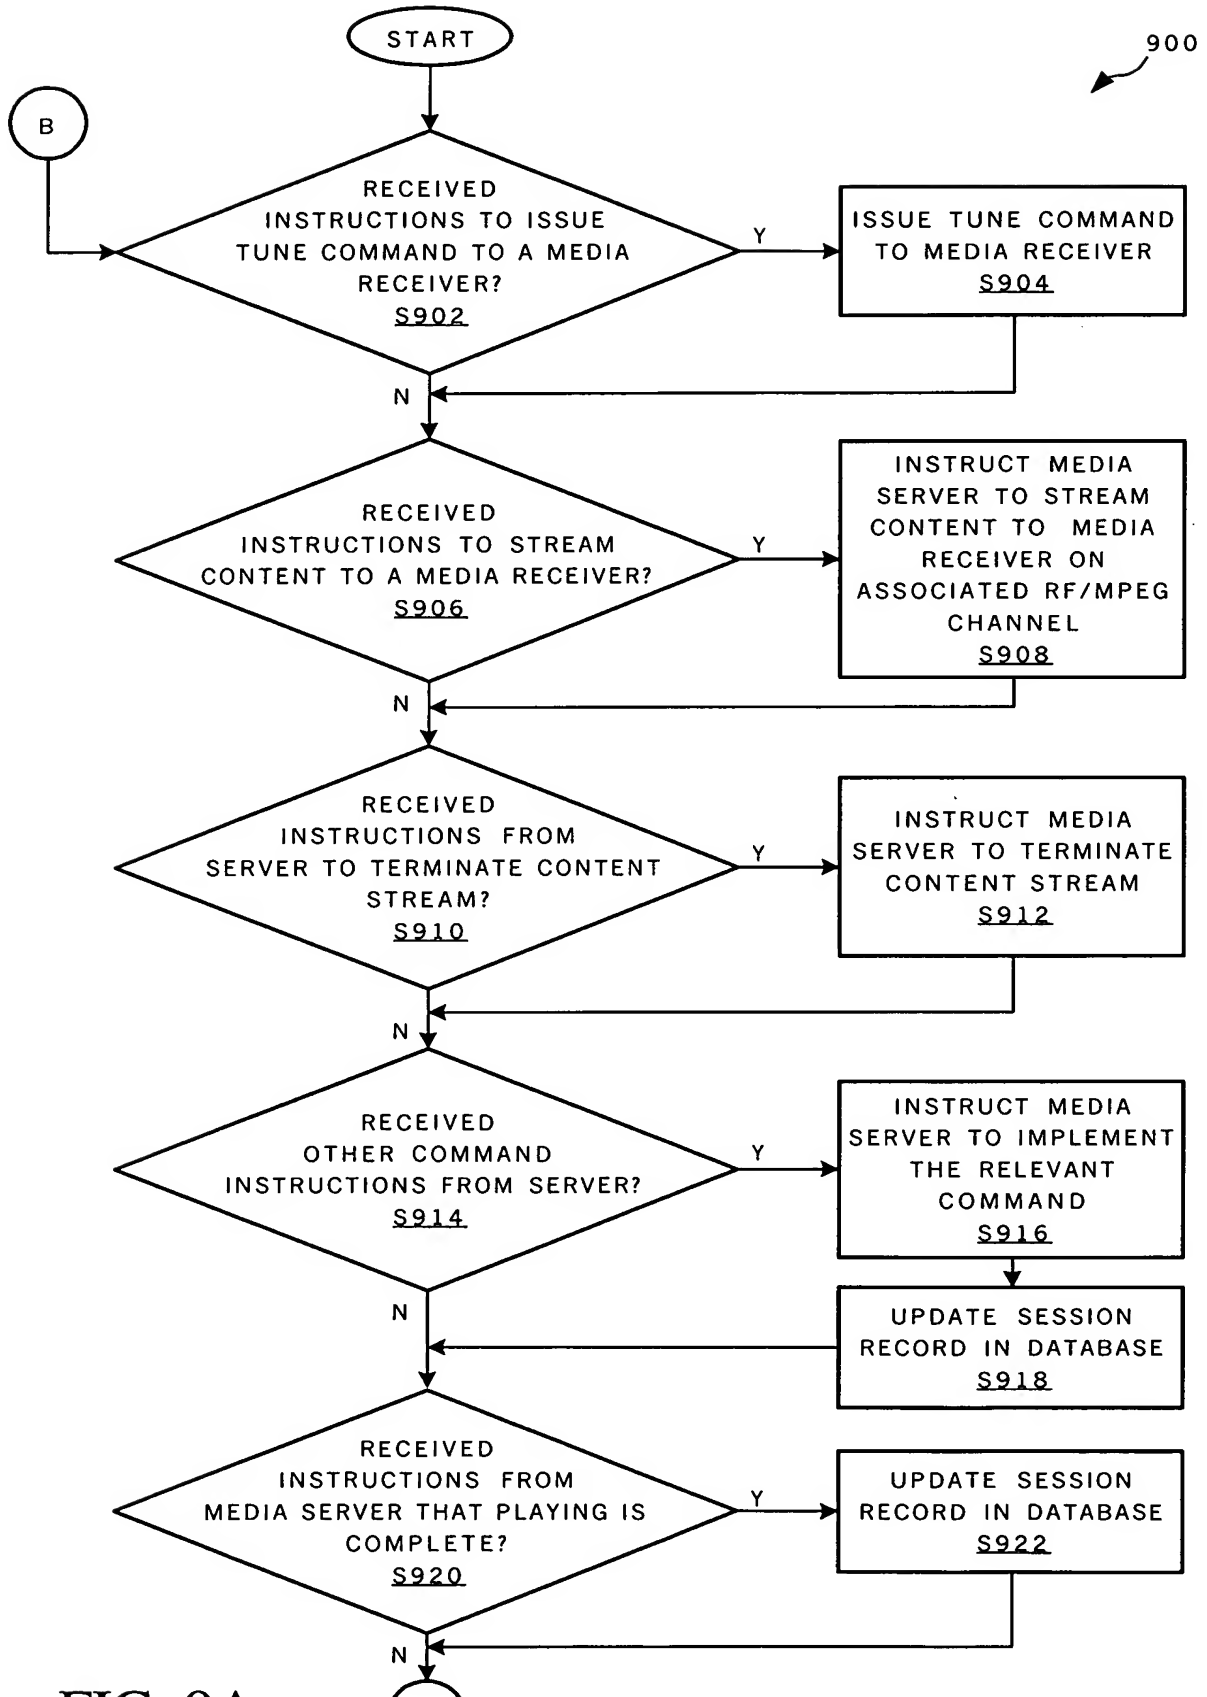 START
900
B
RECEIVED
INSTRUCTIONS TO ISSUE
TUNE COMMAND TO A MEDIA
RECEIVER?
S902
Y
ISSUE TUNE COMMAND
TO MEDIA RECEIVER
S904
N
RECEIVED
INSTRUCTIONS TO STREAM
CONTENT TO A MEDIA RECEIVER?
S906
Y
INSTRUCT MEDIA
SERVER TO STREAM
CONTENT TO MEDIA
RECEIVER ON
ASSOCIATED RF/MPEG
CHANNEL
S908
N
RECEIVED
INSTRUCTIONS FROM
SERVER TO TERMINATE CONTENT
STREAM?
S910
Y
INSTRUCT MEDIA
SERVER TO TERMINATE
CONTENT STREAM
S912
N
RECEIVED
OTHER COMMAND
INSTRUCTIONS FROM SERVER?
S914
Y
INSTRUCT MEDIA
SERVER TO IMPLEMENT
THE RELEVANT
COMMAND
S916
N
UPDATE SESSION
RECORD IN DATABASE
S918
RECEIVED
INSTRUCTIONS FROM
MEDIA SERVER THAT PLAYING IS
COMPLETE?
S920
Y
UPDATE SESSION
RECORD IN DATABASE
S922
N
FIG. 9A